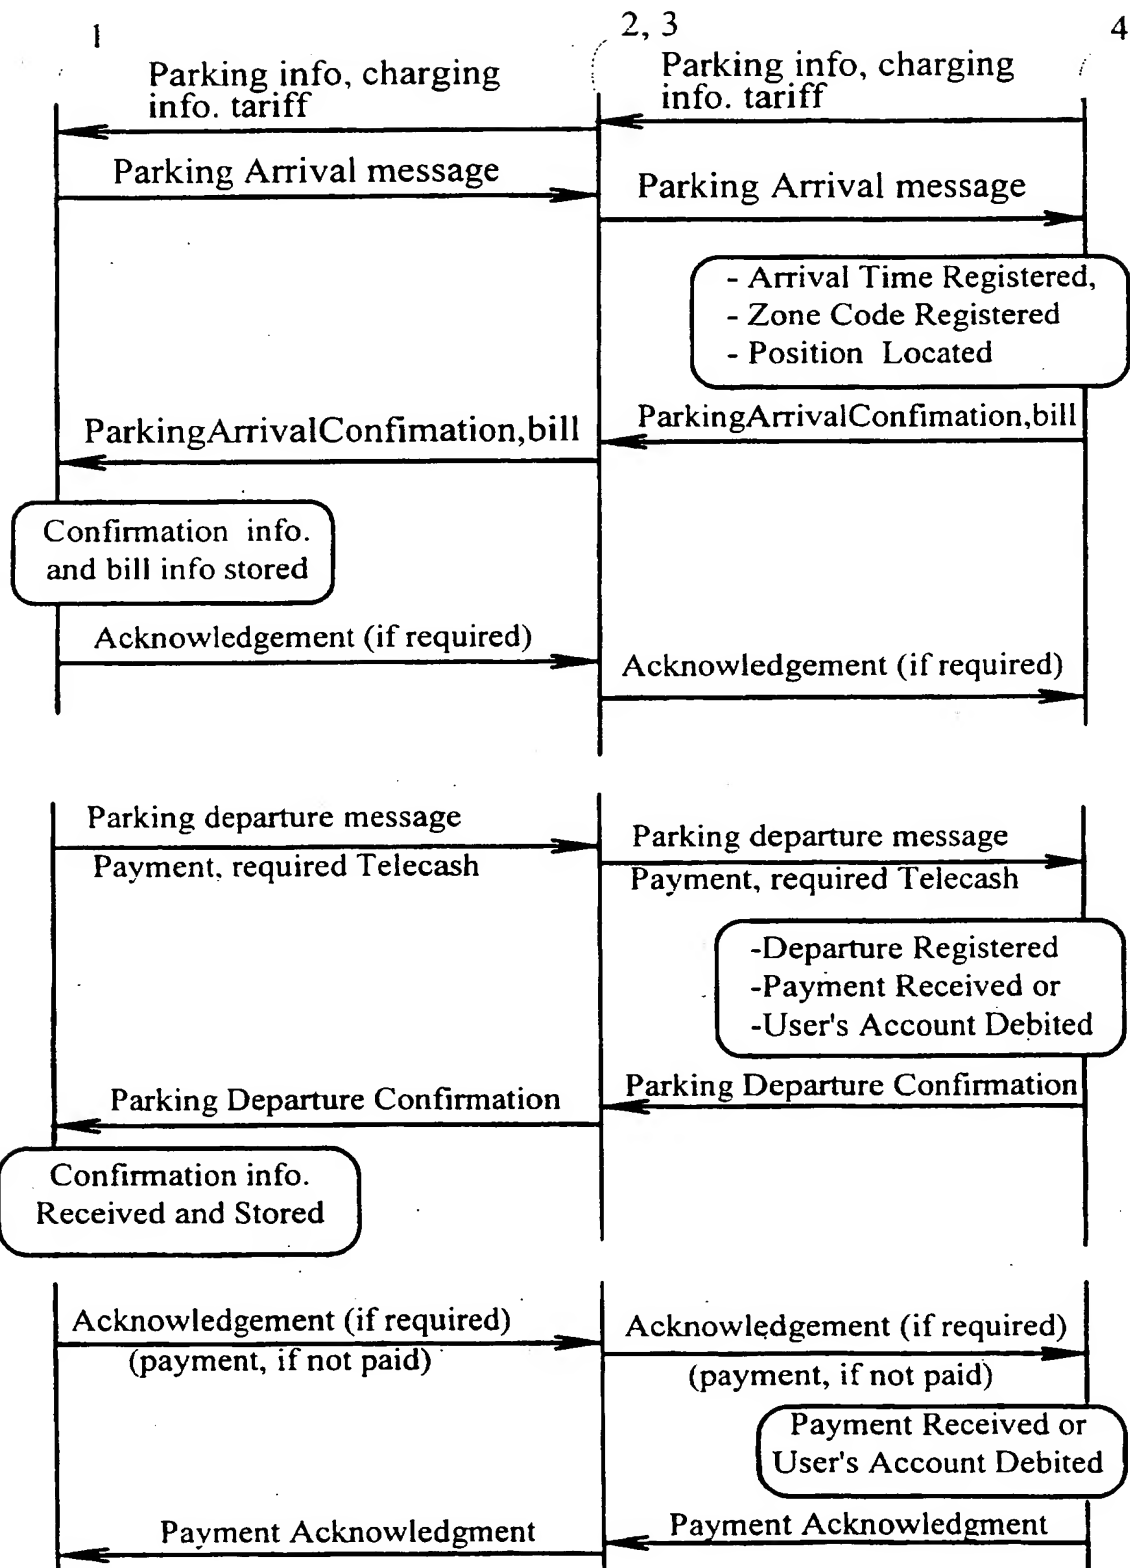 1
2, 3
4
Parking info, charging
info. tariff
Parking info, charging
info. tariff
Parking Arrival message
Parking Arrival message
- Arrival Time Registered,
- Zone Code Registered
- Position Located
ParkingArrivalConfimation,bill
ParkingArrivalConfimation,bill
Confirmation info.
and bill info stored
Acknowledgement (if required)
Acknowledgement (if required)
Parking departure message
Payment, required Telecash
Parking departure message
Payment, required Telecash
-Departure Registered
-Payment Received or
-User's Account Debited
Parking Departure Confirmation
Parking Departure Confirmation
Confirmation info.
Received and Stored
Acknowledgement (if required)
(payment, if not paid)
Acknowledgement (if required)
(payment, if not paid)
Payment Received or
User's Account Debited
Payment Acknowledgment
Payment Acknowledgment